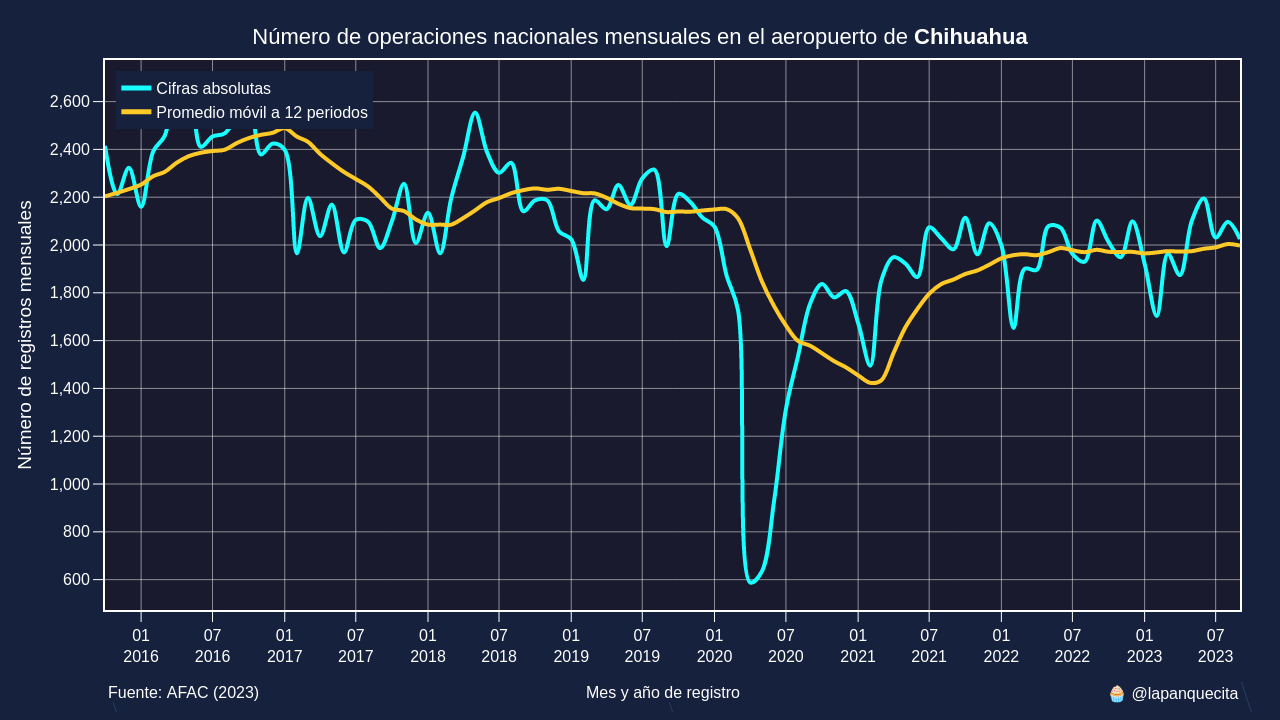 Número de operaciones nacionales mensuales en el aeropuerto de Chihuahua
Cifras absolutas
Promedio móvil a 12 periodos
Número de registros mensuales
2,600
2,400
2,200
2,000
1,800
1,600
1,400
1,200
1,000
800
600
01 07 01 07 01 07 01 07 01 07 01 07 01 07 01 07
2016 2016 2017 2017 2018 2018 2019 2019 2020 2020 2021 2021 2022 2022 2023 2023
Fuente: AFAC (2023) Mes y año de registro 🧁 @lapanquecita